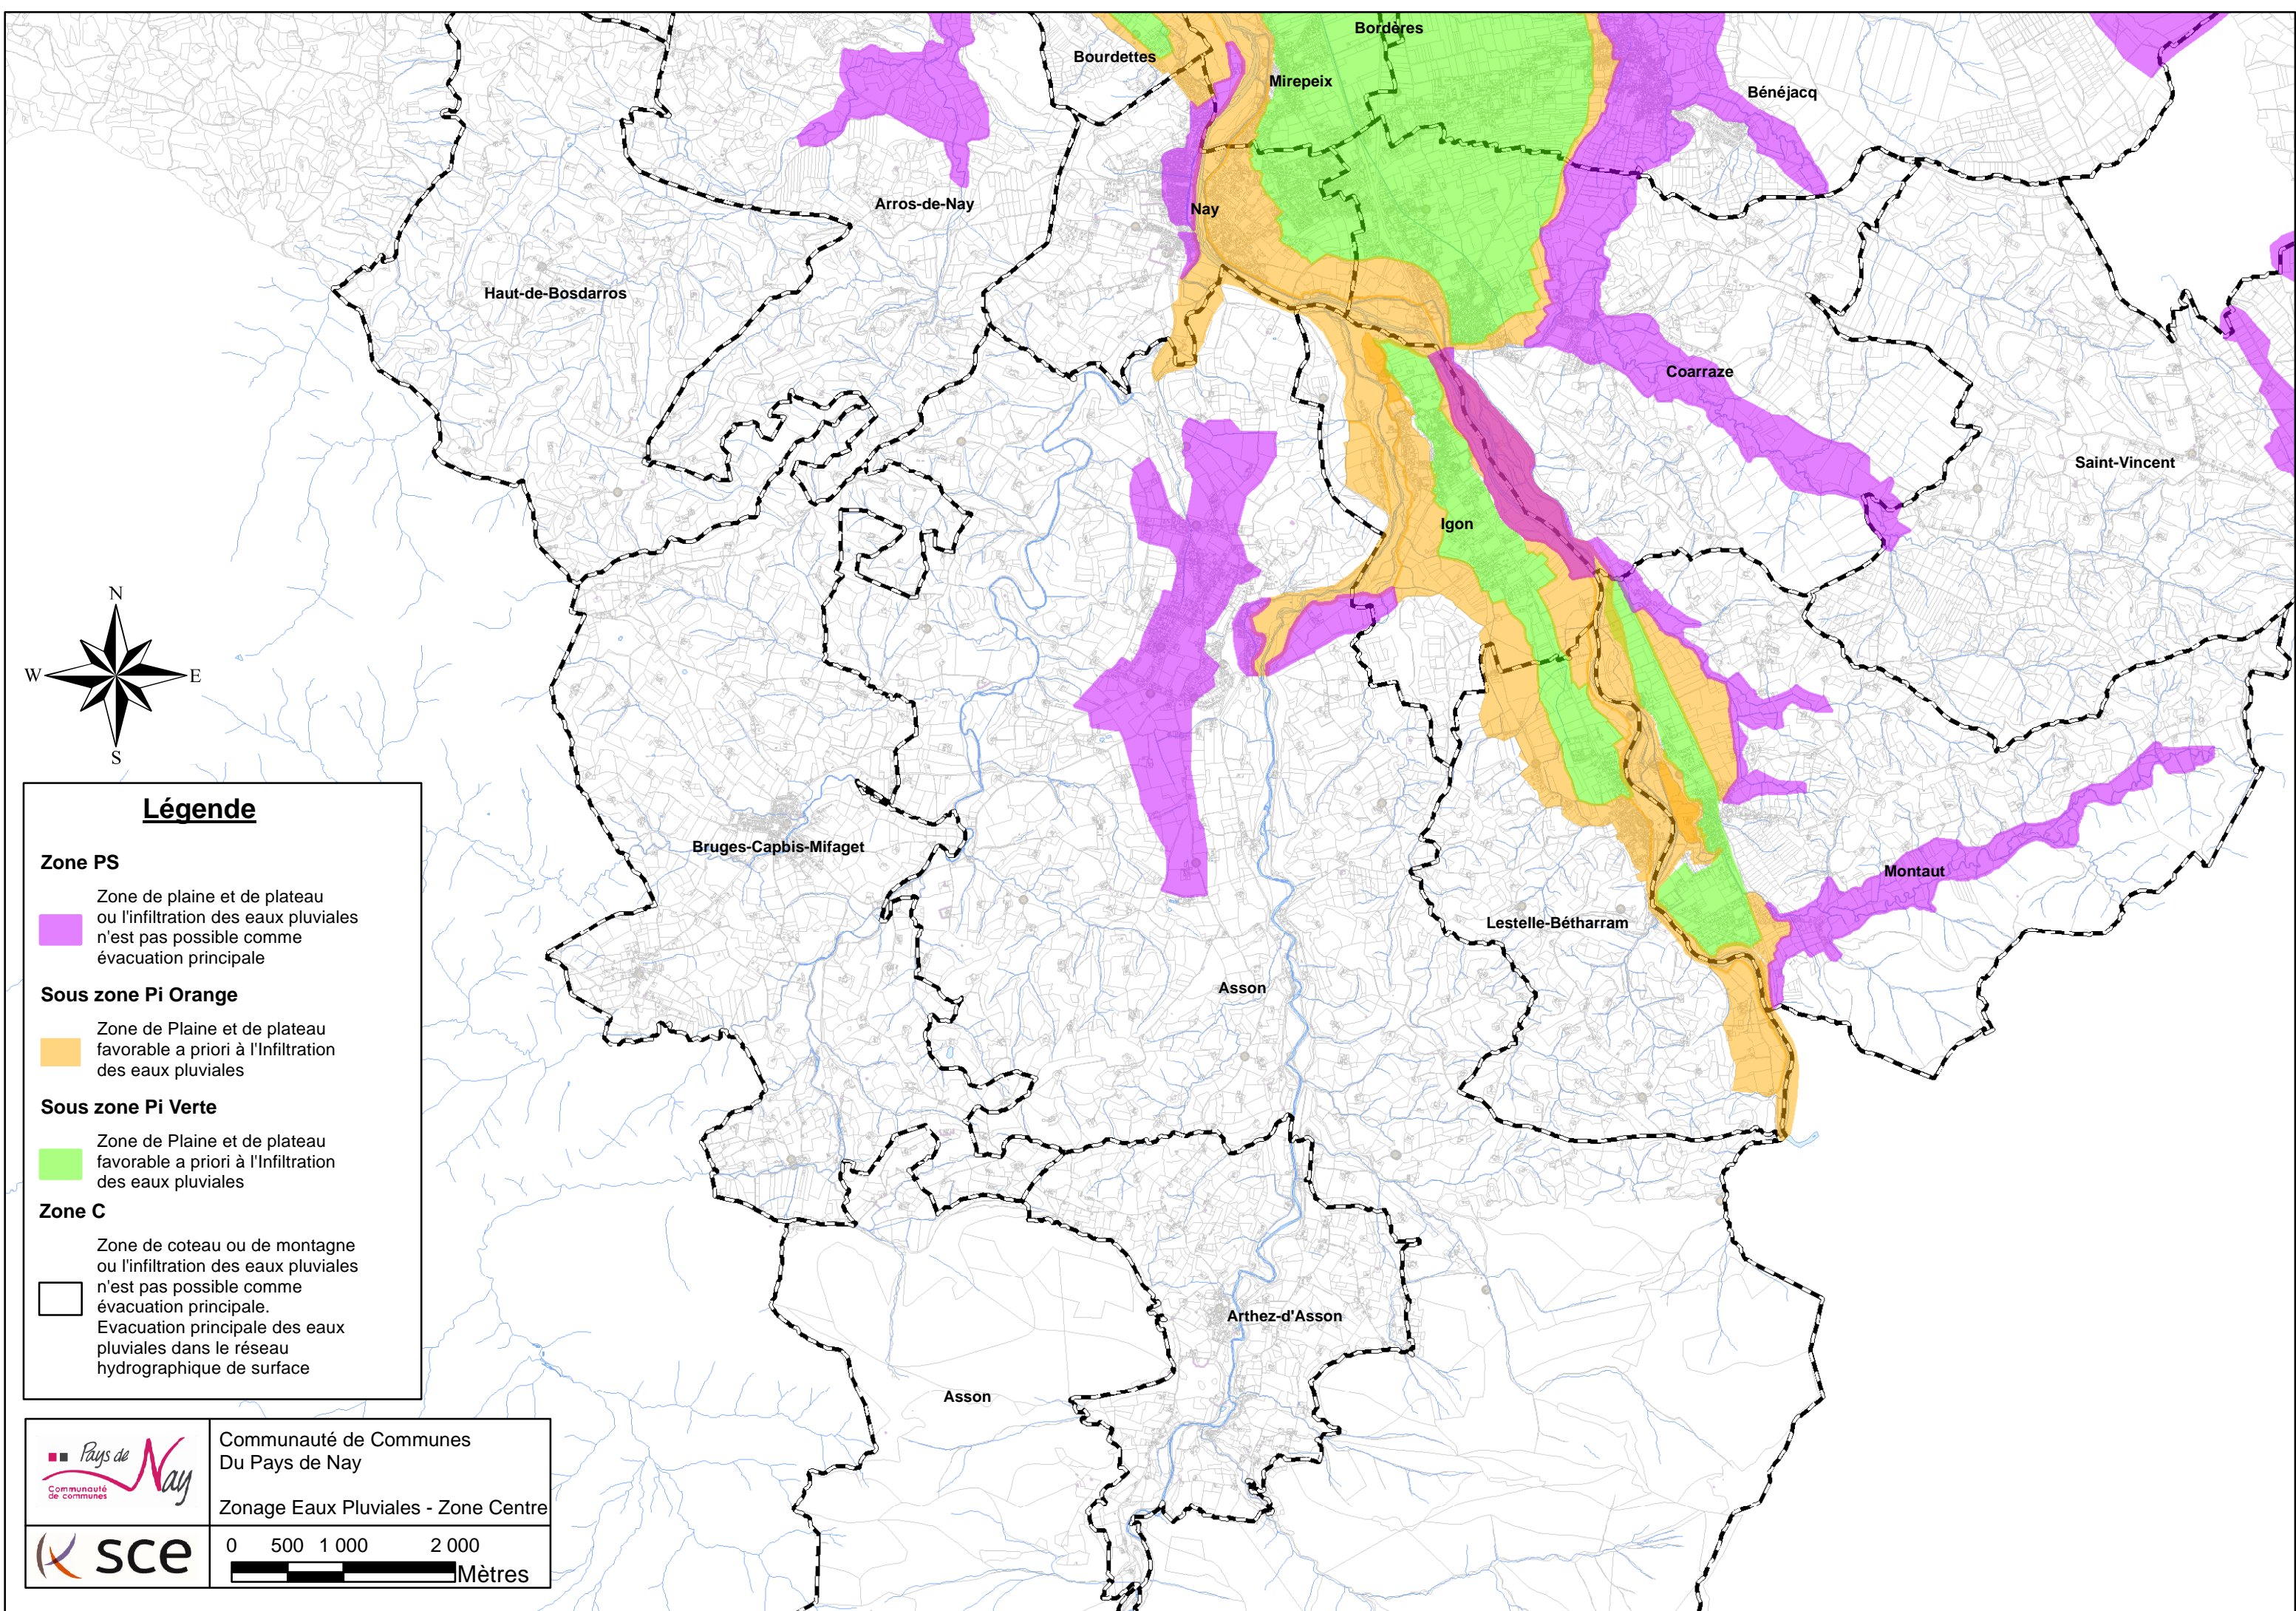 Bordères
Bourdettes
Mirepeix
Bénéjacq
Arros-de-Nay
Nay
Haut-de-Bosdarros
Coarraze
Saint-Vincent
Igon
N
W
E
S
Bruges-Capbis-Mifaget
Montaut
Lestelle-Bétharram
Asson
Arthez-d'Asson
Asson
Légende
Zone PS
Zone de plaine et de plateau
ou l'infiltration des eaux pluviales
n'est pas possible comme
évacuation principale
Sous zone Pi Orange
Zone de Plaine et de plateau
favorable a priori à l'Infiltration
des eaux pluviales
Sous zone Pi Verte
Zone de Plaine et de plateau
favorable a priori à l'Infiltration
des eaux pluviales
Zone C
Zone de coteau ou de montagne
ou l'infiltration des eaux pluviales
n'est pas possible comme
évacuation principale.
Evacuation principale des eaux
pluviales dans le réseau
hydrographique de surface
Pays de
Nay
Communauté
de communes
Communauté de Communes
Du Pays de Nay
Zonage Eaux Pluviales - Zone Centre
sce
0 500 1 000 2 000
Mètres